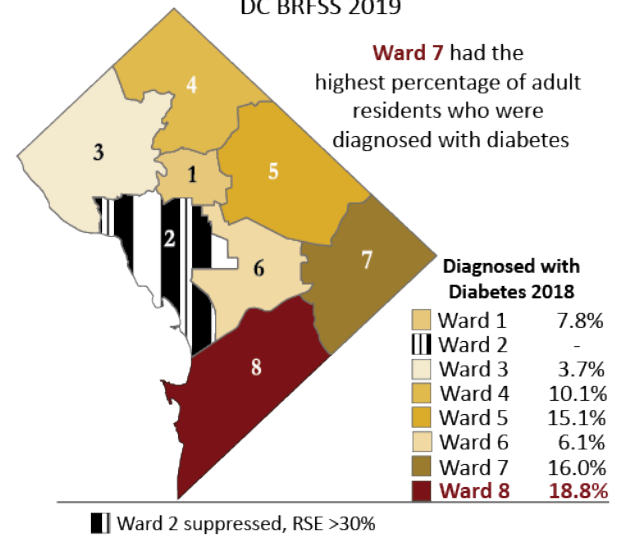 DC BRFSS 2019
Ward 7 had the
highest percentage of adult
residents who were
diagnosed with diabetes
4
3
1
5
2
6
7
8
Diagnosed with
Diabetes 2018
Ward 1 7.8%
Ward 2 -
Ward 3 3.7%
Ward 4 10.1%
Ward 5 15.1%
Ward 6 6.1%
Ward 7 16.0%
Ward 8 18.8%
Ward 2 suppressed, RSE >30%